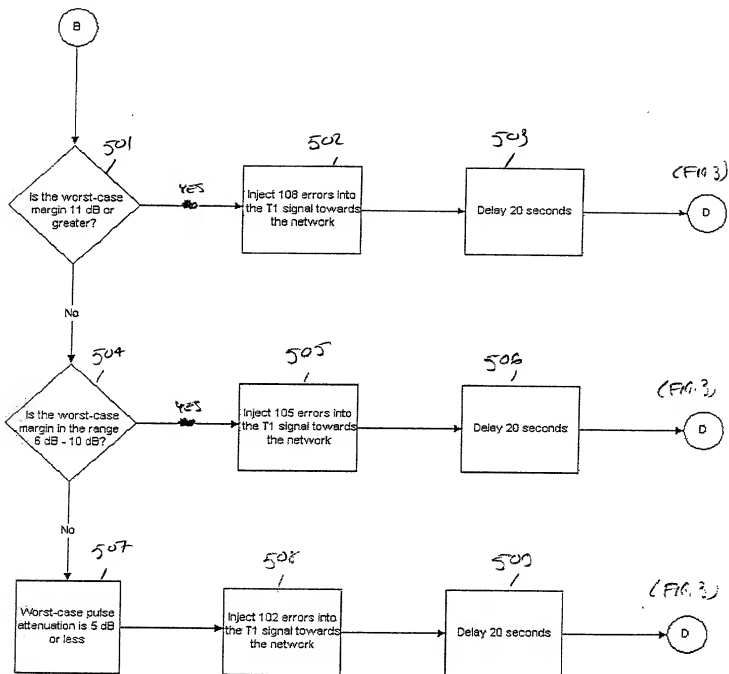 B
501
Is the worst-case
margin 11 dB or
greater?
YES
502
Inject 108 errors into
the T1 signal towards
the network
503
Delay 20 seconds
(FIG 3)
D
No
504
Is the worst-case
margin in the range
6 dB - 10 dB?
YES
505
Inject 105 errors into
the T1 signal towards
the network
506
Delay 20 seconds
(FIG. 3)
D
No
507
Worst-case pulse
attenuation is 5 dB
or less
508
Inject 102 errors into
the T1 signal towards
the network
509
Delay 20 seconds
(FIG. 3)
D